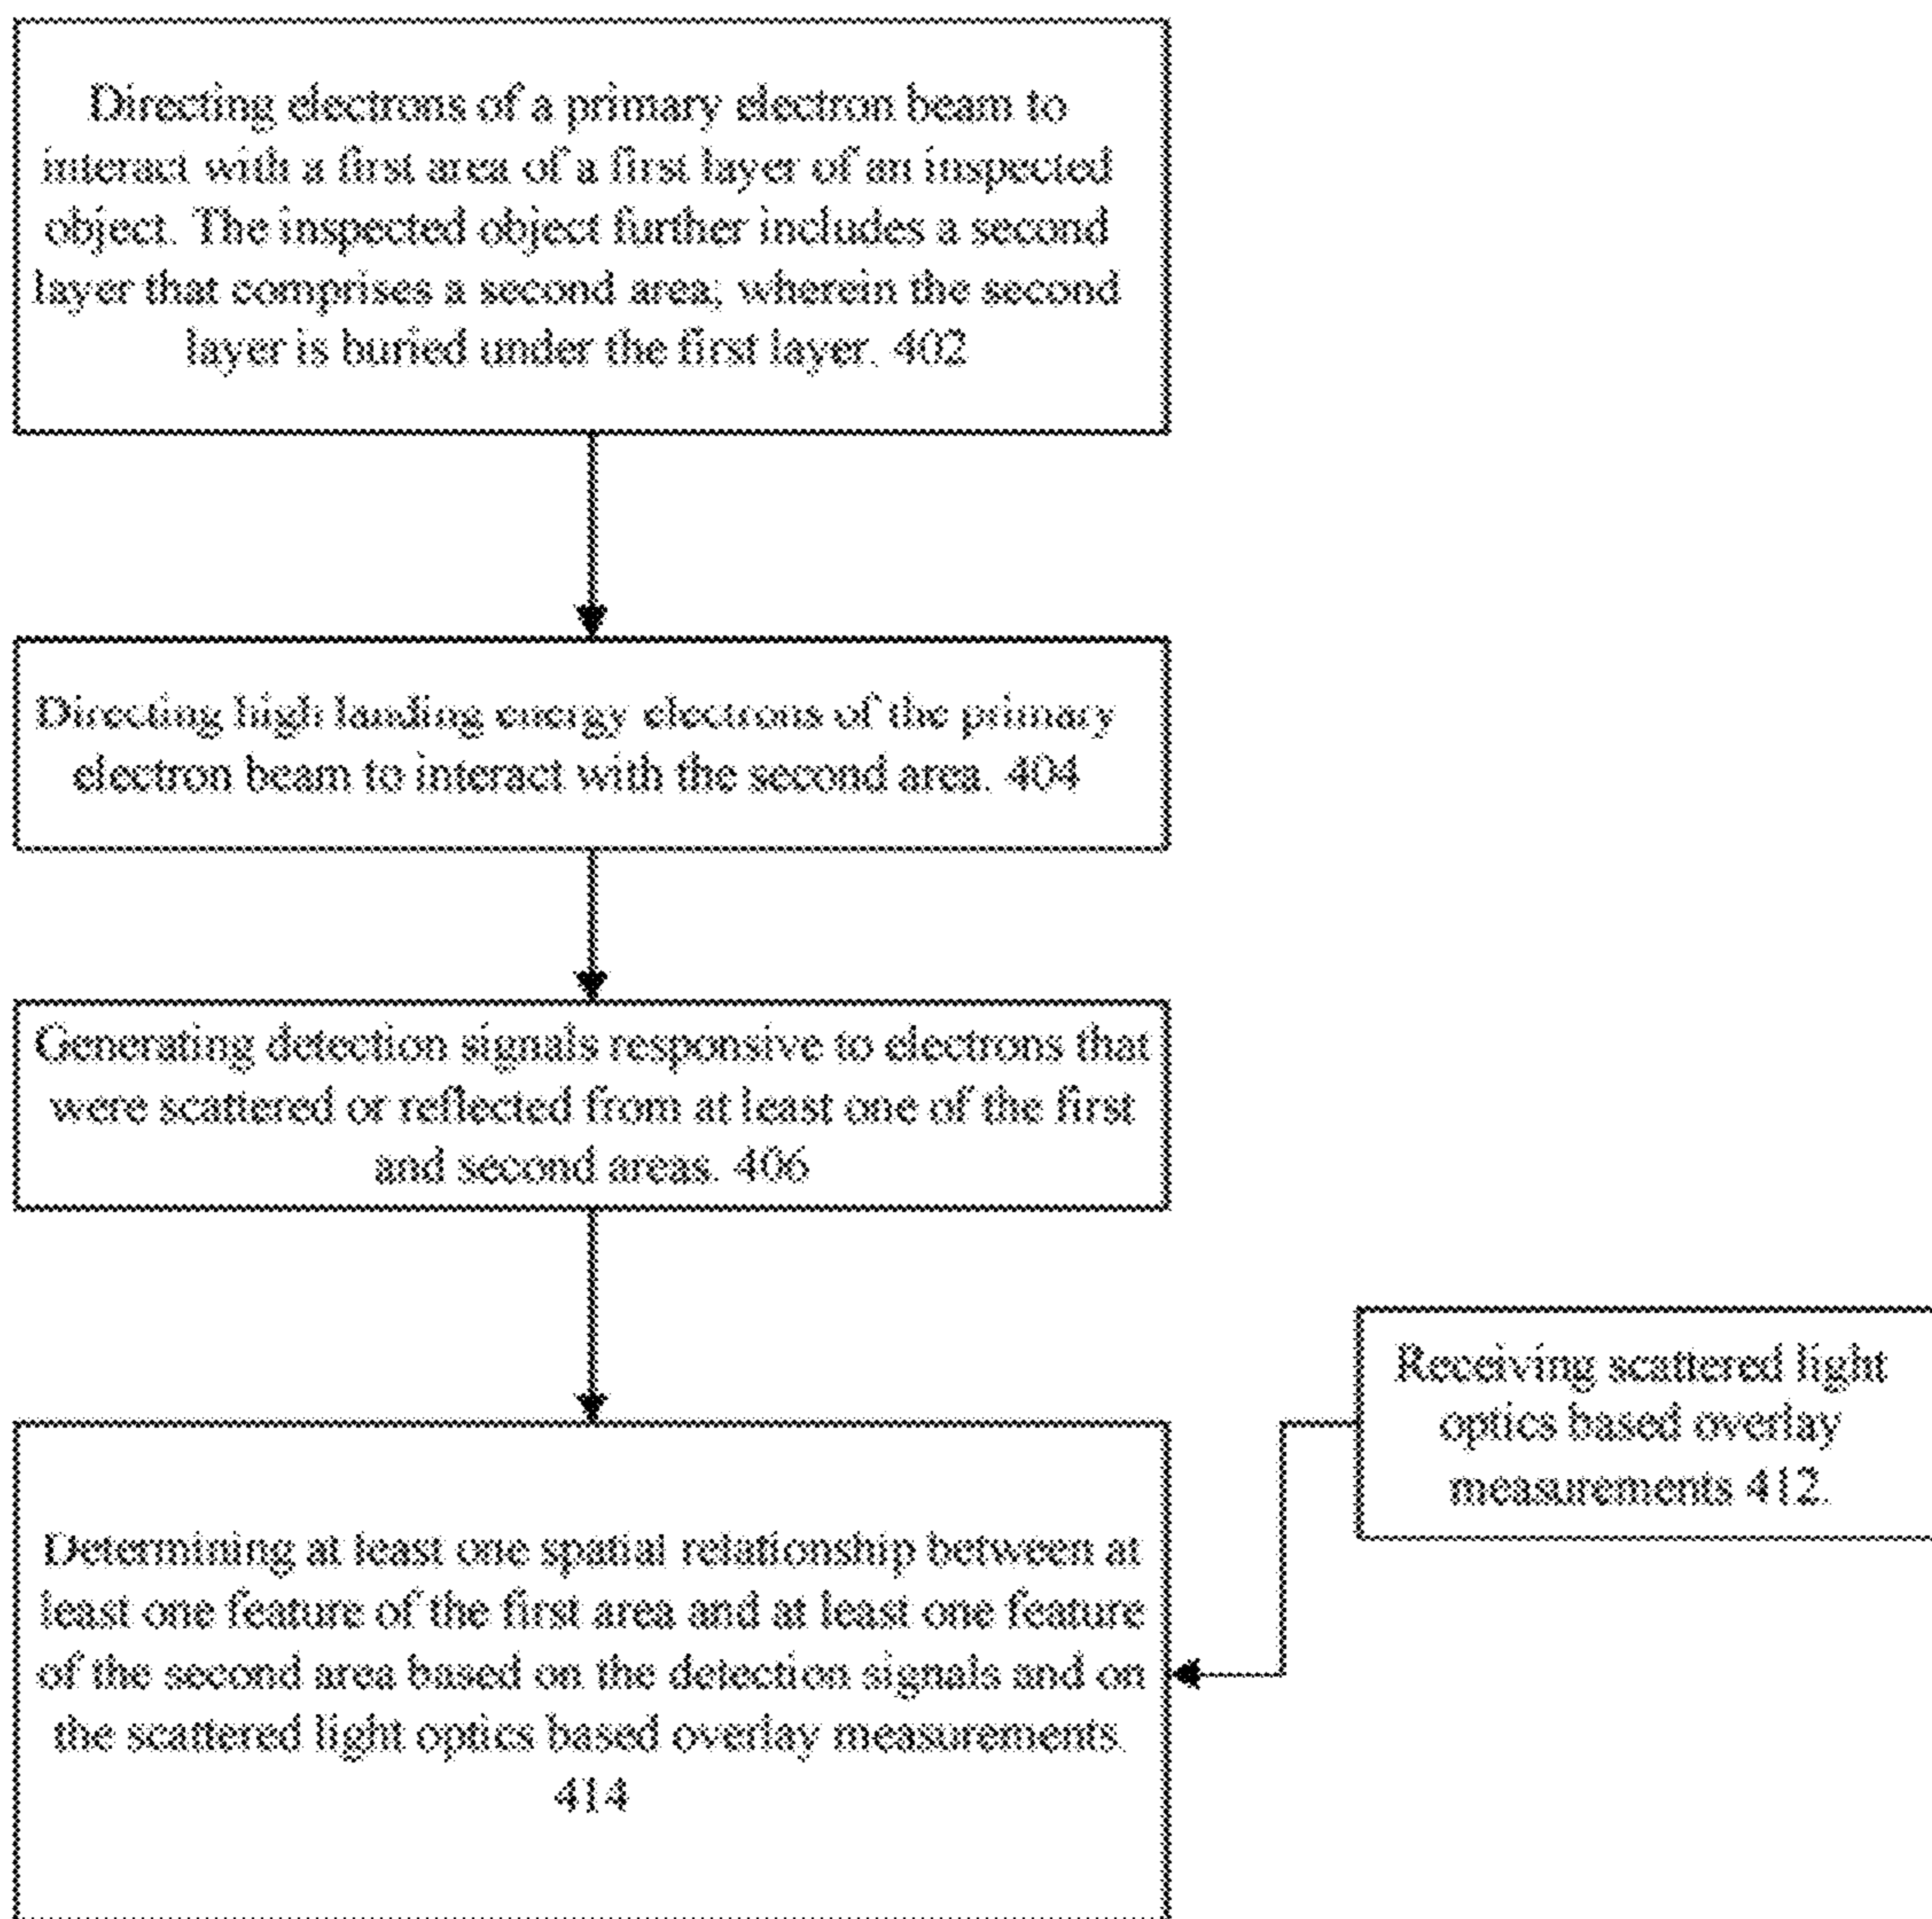 Directing electrons of a primary electron beam to
interact with a first area of a first layer of an inspected
object. The inspected object further includes a second
layer that comprises a second area; wherein the second
layer is buried under the first layer. 402
Directing high landing energy electrons of the primary
electron beam to interact with the second area. 404
Generating detection signals responsive to electrons that
were scattered or reflected from at least one of the first
and second areas. 406
Receiving scattered light
optics based overlay
measurements 412.
Determining at least one spatial relationship between at
least one feature of the first area and at least one feature
of the second area based on the detection signals and on
the scattered light optics based overlay measurements.
414